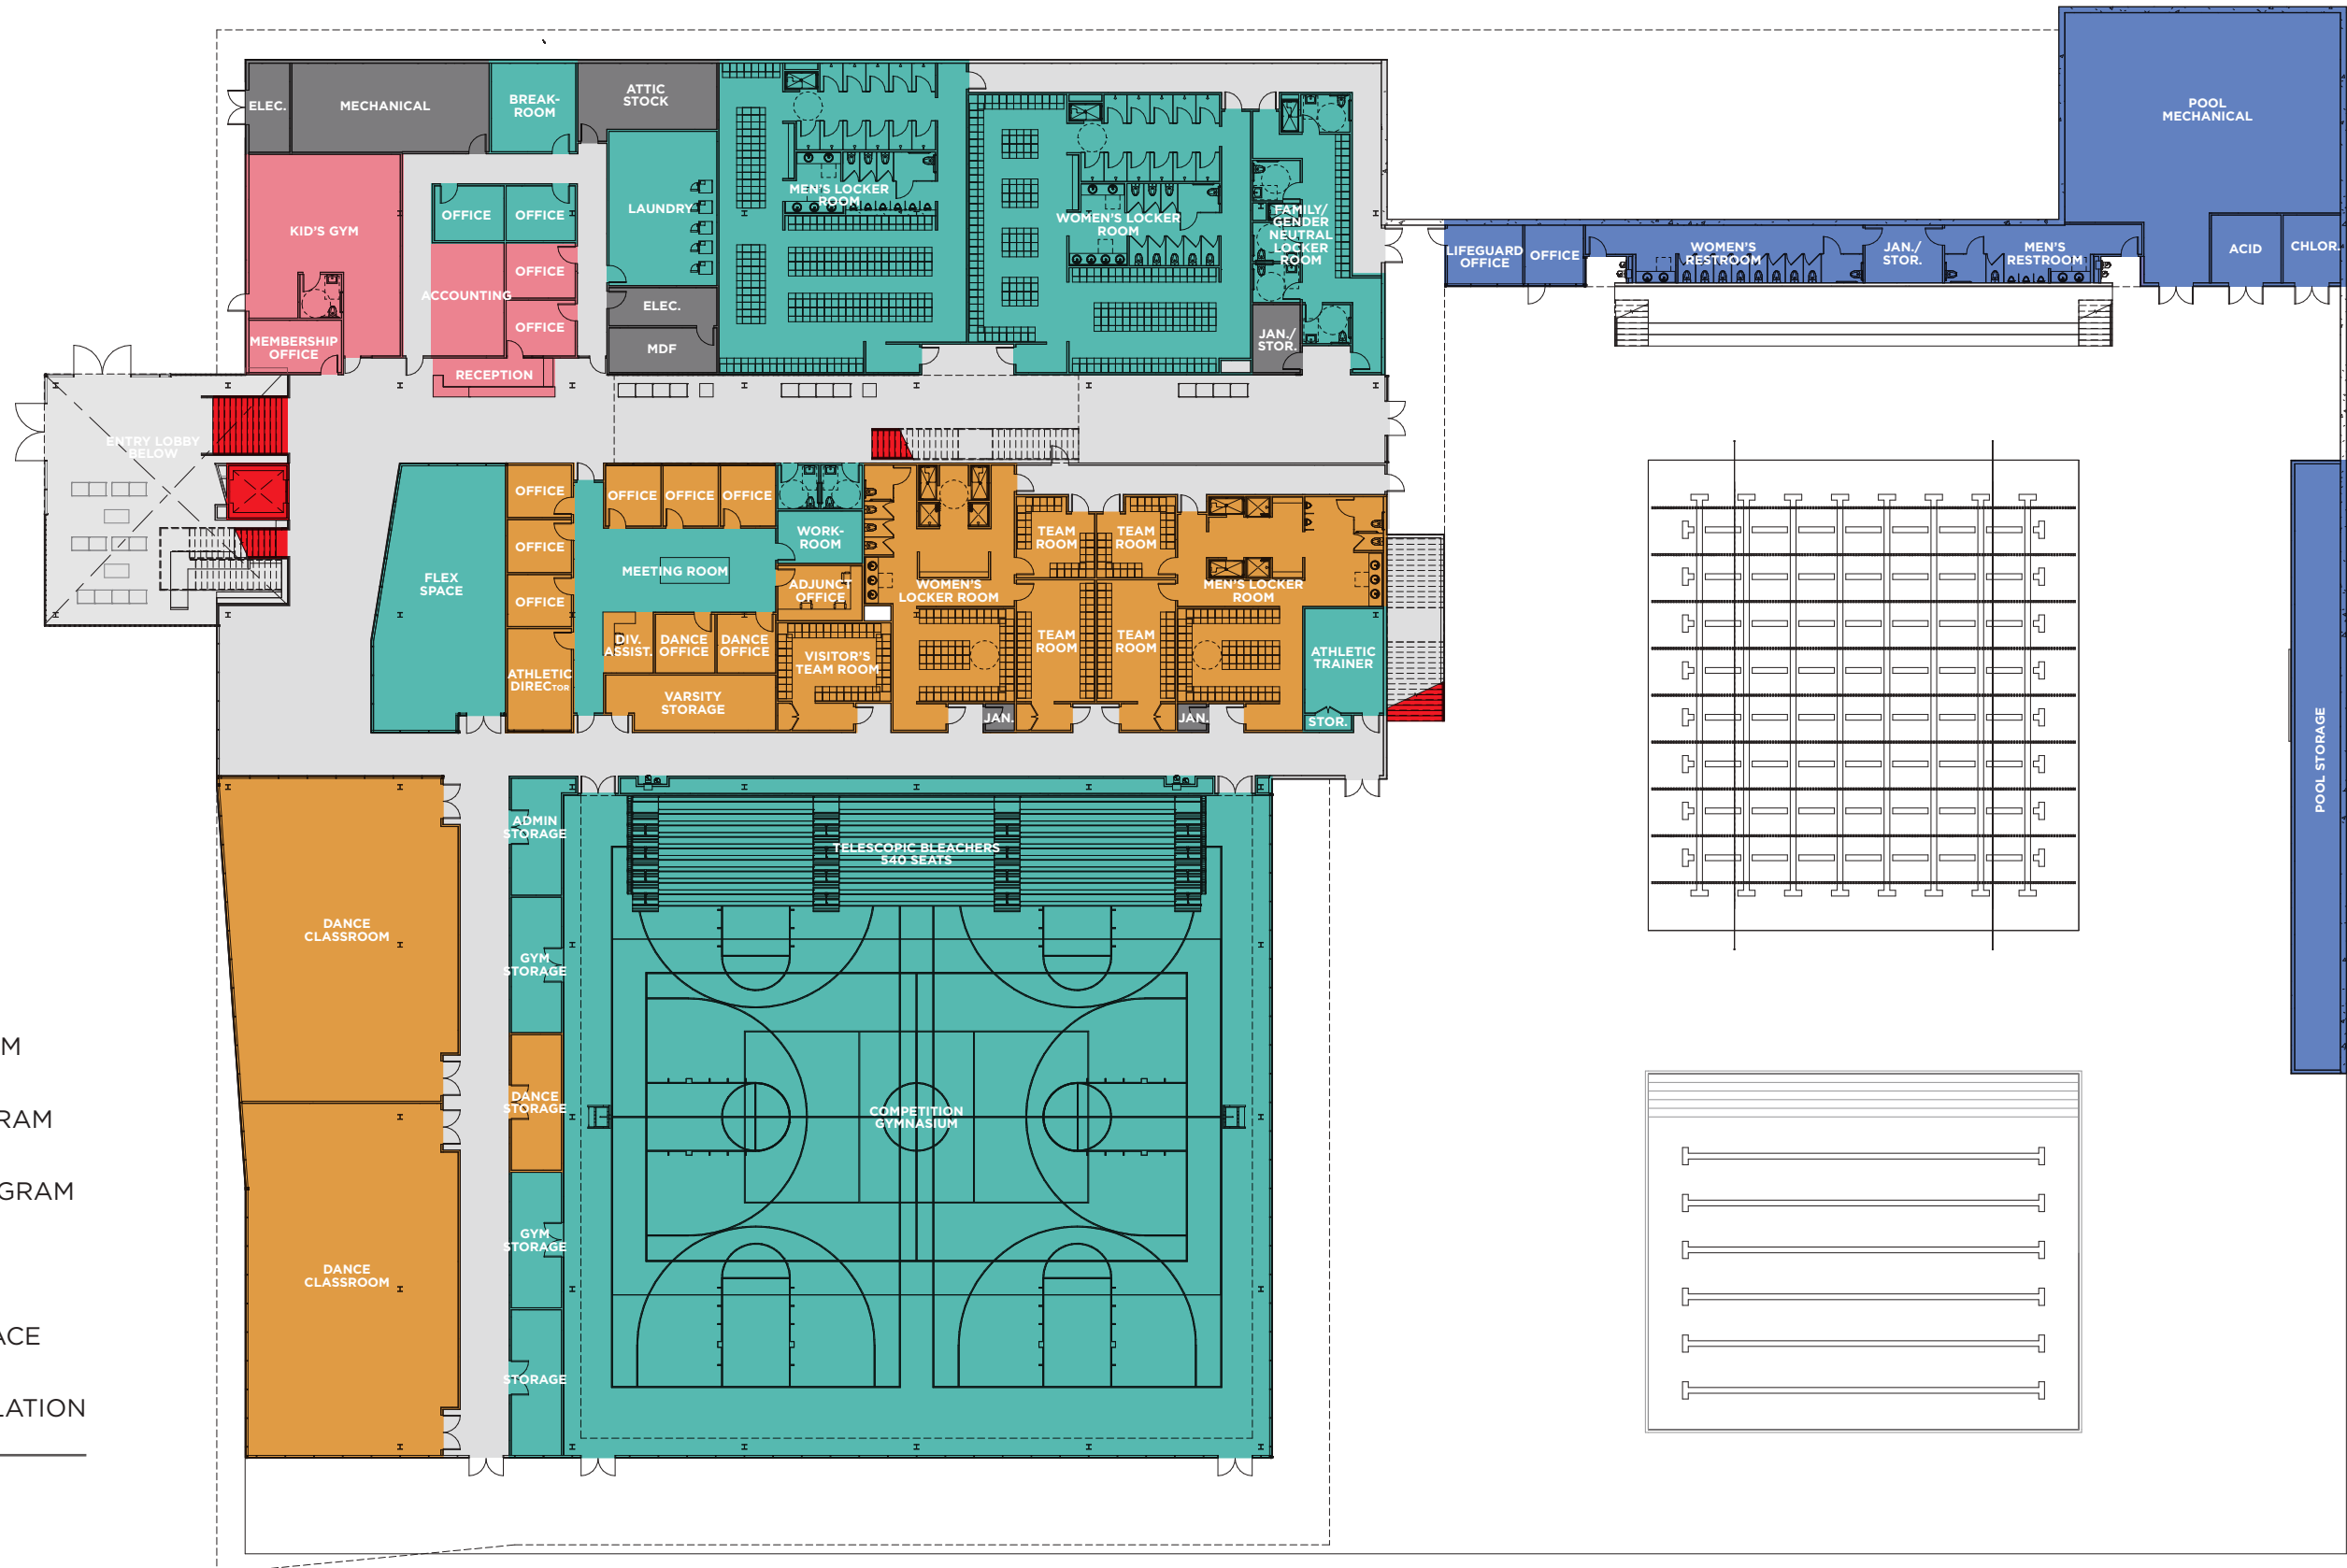 POOL
MECHANICAL
ELEC.
MECHANICAL
BREAK-
ROOM
ATTIC
STOCK
MEN'S LOCKER
ROOM
LAUNDRY
WOMEN'S LOCKER
ROOM
FAMILY/
GENDER
NEUTRAL
LOCKER
ROOM
OFFICE
OFFICE
KID'S GYM
OFFICE
ACCOUNTING
OFFICE
ELEC.
MDF
JAN./
STOR.
MEMBERSHIP
OFFICE
RECEPTION
LIFEGUARD
OFFICE
OFFICE
WOMEN'S
RESTROOM
JAN./
STOR.
MEN'S
RESTROOM
ACID
CHLOR.
ENTRY LOBBY
BELOW
OFFICE
OFFICE
OFFICE
OFFICE
OFFICE
OFFICE
WORK-
ROOM
MEETING ROOM
FLEX
SPACE
ADJUNCT
OFFICE
WOMEN'S
LOCKER ROOM
TEAM
ROOM
TEAM
ROOM
MEN'S LOCKER
ROOM
DIV.
ASSIST.
DANCE
OFFICE
DANCE
OFFICE
VISITOR'S
TEAM ROOM
TEAM
ROOM
TEAM
ROOM
ATHLETIC
TRAINER
ATHLETIC
DIRECTOR
VARSITY
STORAGE
JAN.
JAN.
STOR.
POOL STORAGE
ADMIN
STORAGE
TELESCOPIC BLEACHERS
540 SEATS
DANCE
CLASSROOM
GYM
STORAGE
DANCE
STORAGE
COMPETITION
GYMNASIUM
GYM
STORAGE
DANCE
CLASSROOM
STORAGE
M
RAM
GRAM
ACE
LATION